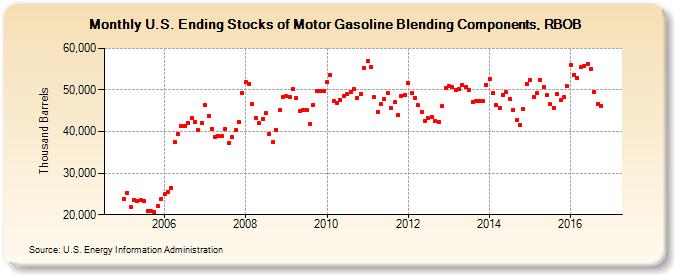 Monthly U.S. Ending Stocks of Motor Gasoline Blending Components, RBOB
Thousand Barrels
60,000
50,000
40,000
30,000
20,000
2006 2008 2010 2012 2014 2016
Source: U.S. Energy Information Administration